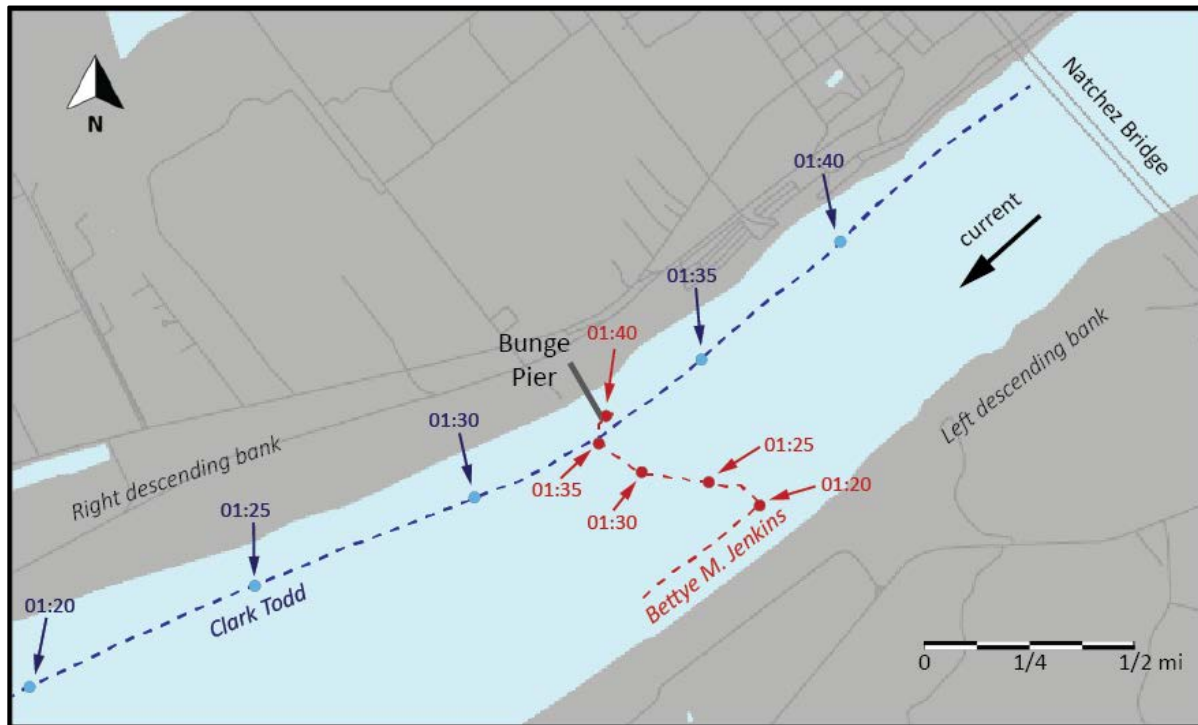 N
Natchez Bridge
01:40
current
01:35
Bunge
Pier
01:40
Left descending bank
01:30
Right descending bank
01:25
01:35
01:20
01:30
01:25
01:20
Clark Todd
Bettye M. Jenkins
0 1/4 1/2 mi